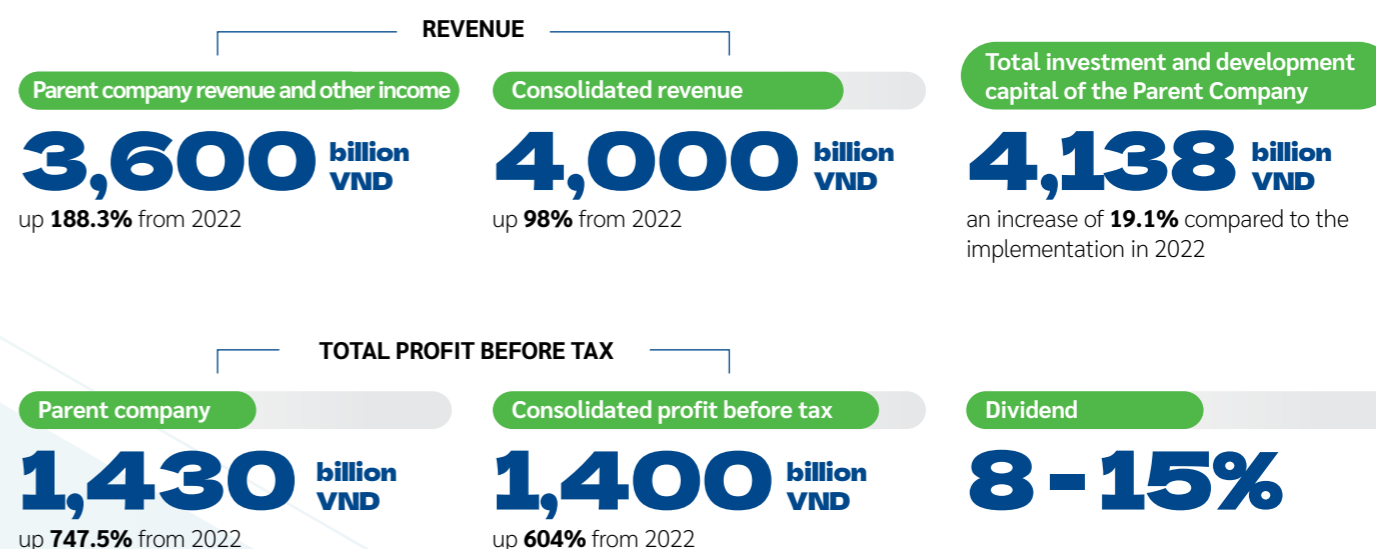 REVENUE
Parent company revenue and other income
3,600 billion VND
up 188.3% from 2022
Consolidated revenue
4,000 billion VND
up 98% from 2022
Total investment and development
capital of the Parent Company
4,138 billion VND
an increase of 19.1% compared to the
implementation in 2022
TOTAL PROFIT BEFORE TAX
Parent company
1,430 billion VND
up 747.5% from 2022
Consolidated profit before tax
1,400 billion VND
up 604% from 2022
Dividend
8 - 15%